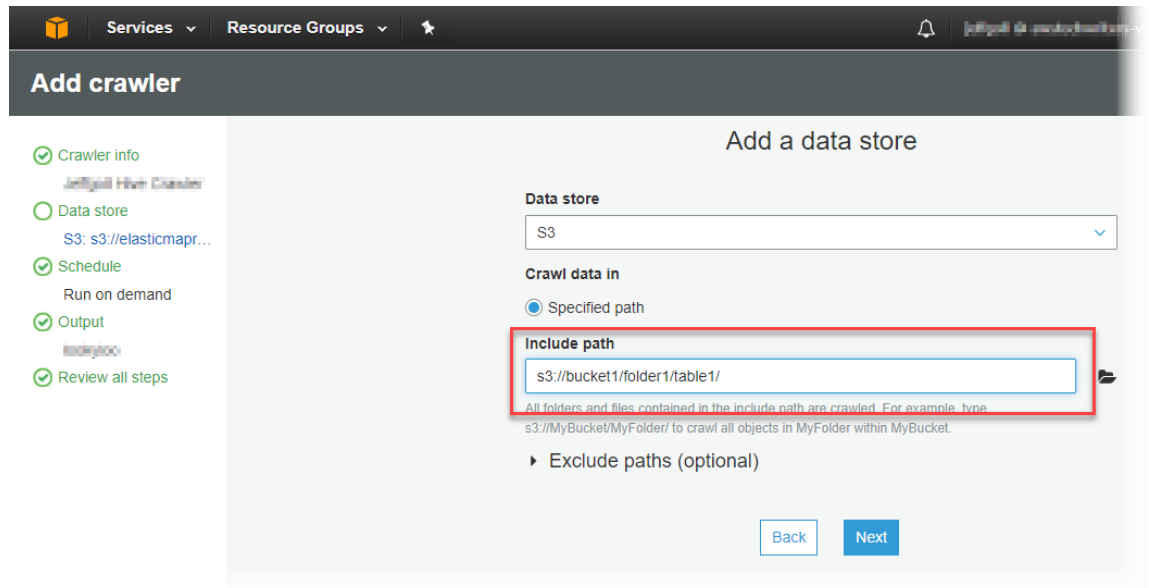 Services Resource Groups
Add crawler
Crawler info
Data store
S3: s3://elasticmapr...
Schedule
Run on demand
Output
Review all steps
Add a data store
Data store
S3
Crawl data in
Specified path
Include path
s3://bucket1/folder1/table1/
All folders and files contained in the include path are crawled. For example, type
s3://MyBucket/MyFolder/ to crawl all objects in MyFolder within MyBucket.
Exclude paths (optional)
Back Next